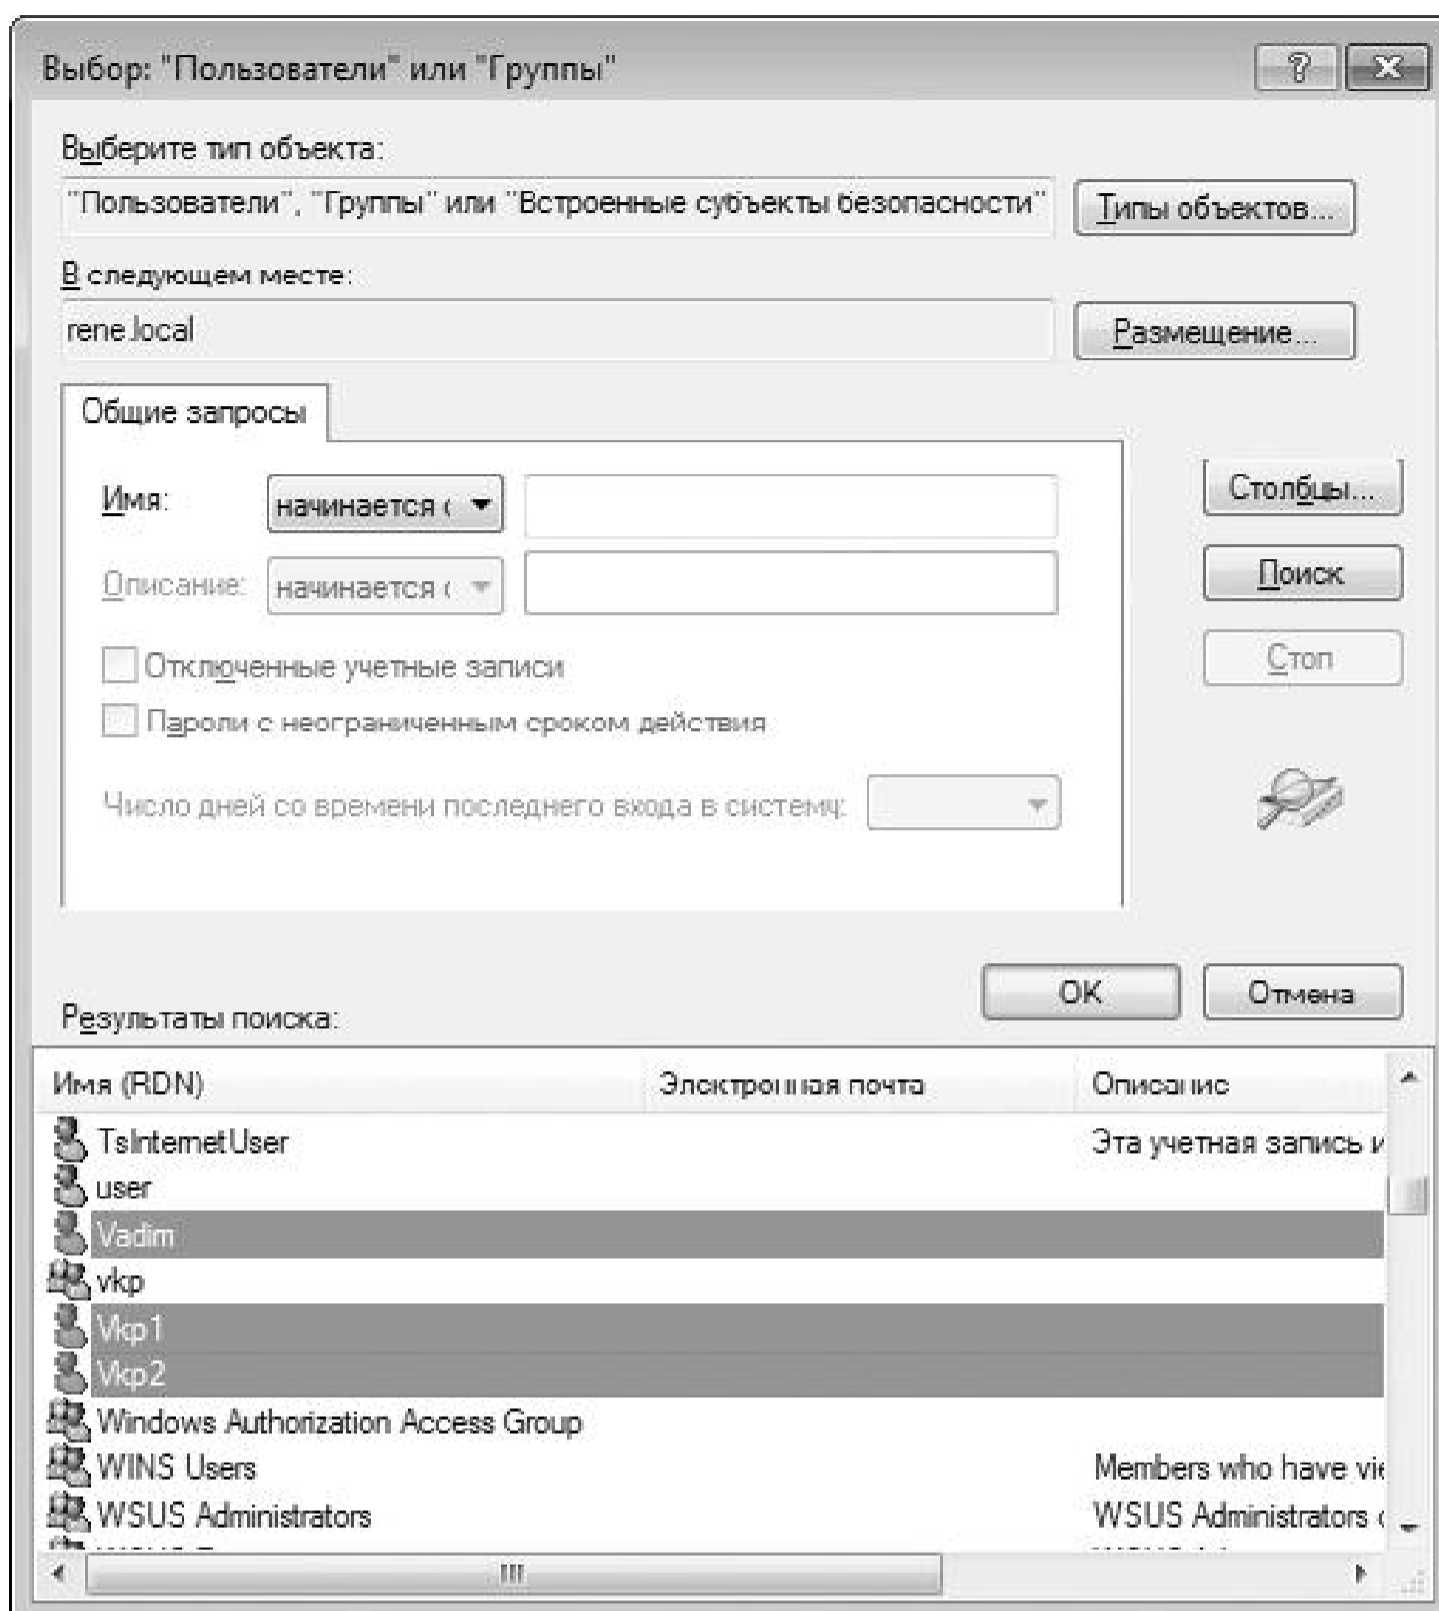 Выбор: "Пользователи" или "Группы"
Выберите тип объекта:
"Пользователи", "Группы" или "Встроенные субъекты безопасности"
Типы объектов...
В следующем месте:
rene.local
Размещение...
Общие запросы
Имя:
начинается с
Столбцы...
Описание:
начинается с
Поиск
Отключенные учетные записи
Стоп
Пароли с неограниченным сроком действия
Число дней со времени последнего входа в систему:
OK
Отмена
Результаты поиска:
Имя (RDN) Электронная почта Описание
TsInternetUser Эта учетная запись и
user
Vadim
vkp
Vkp1
Vkp2
Windows Authorization Access Group
WINS Users Members who have vie
WSUS Administrators WSUS Administrators